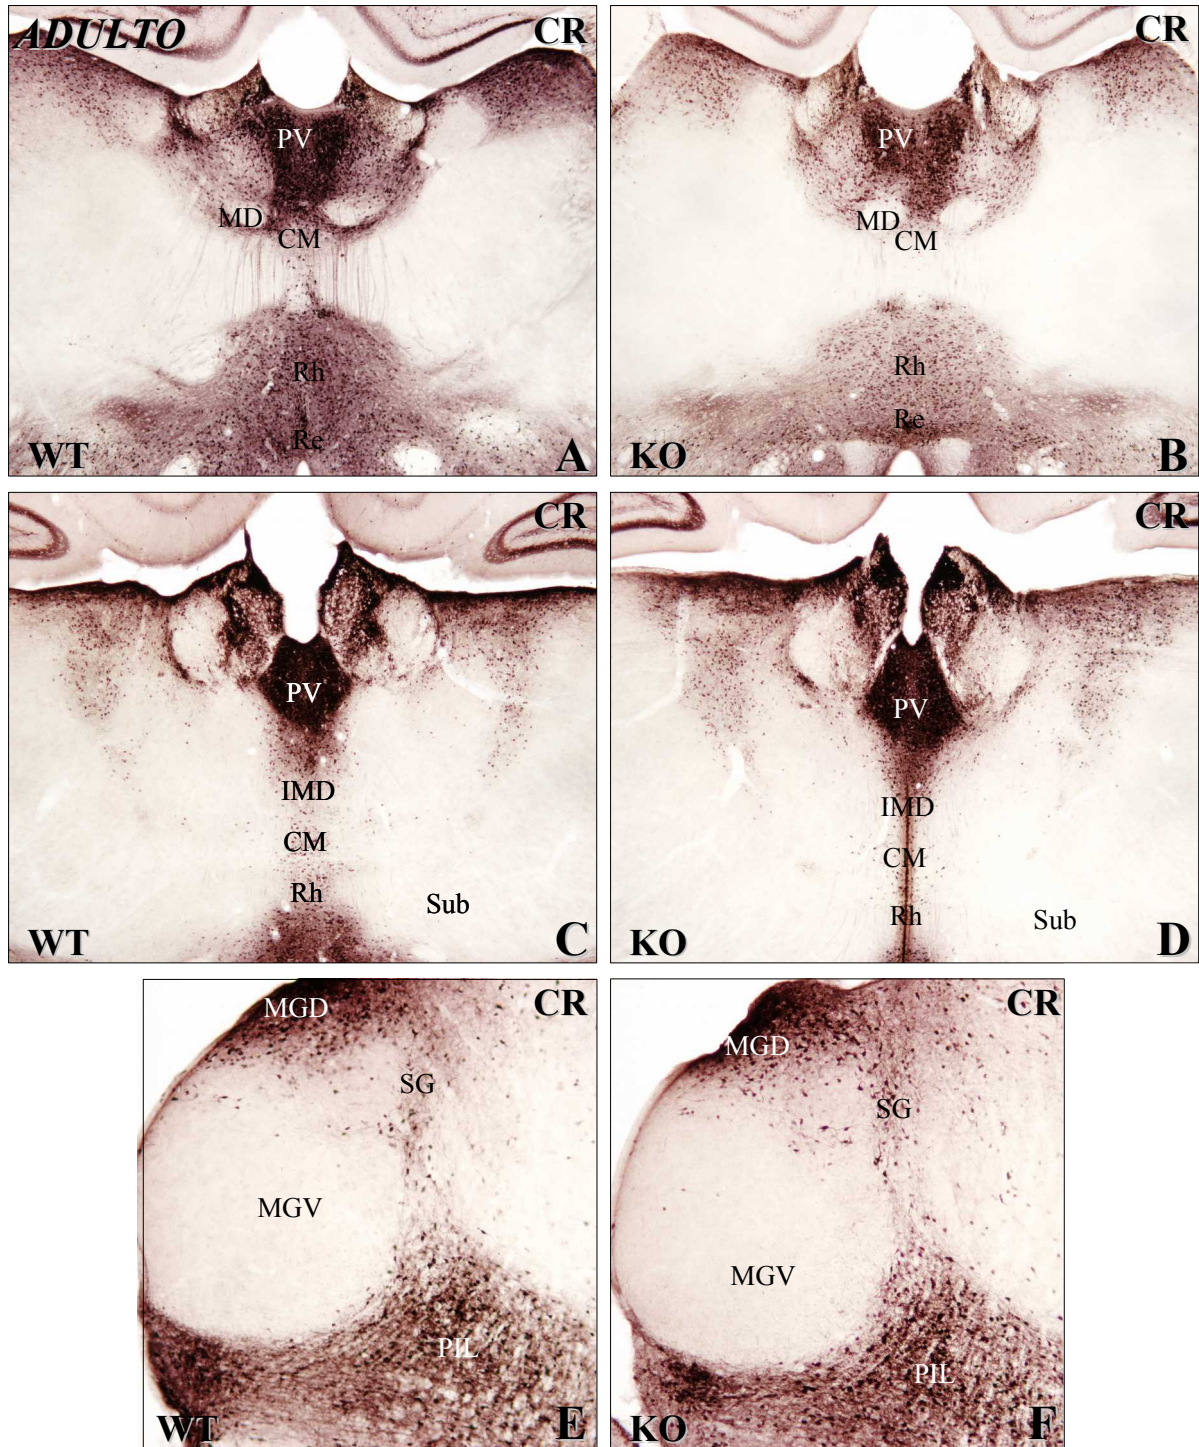 ADULTO
CR
PV
MD
CM
Rh
Re
WT
A
CR
PV
MD
CM
Rh
Re
KO
B
CR
PV
IMD
CM
Rh
Sub
WT
C
CR
PV
IMD
CM
Rh
Sub
KO
D
CR
MGD
SG
MGV
PIL
WT
E
CR
MGD
SG
MGV
PIL
KO
F